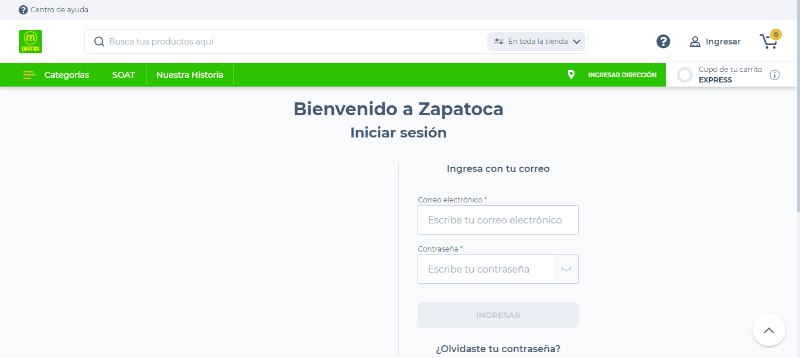 Centro de ayuda
Busca tus productos aquí
En toda la tienda
Ingresar
0
Categorías
SOAT
Nuestra Historia
INGRESAR DIRECCIÓN
Cupo de tu carrito
EXPRESS
Bienvenido a Zapatoca
Iniciar sesión
Ingresa con tu correo
Correo electrónico *
Escribe tu correo electrónico
Contraseña *
Escribe tu contraseña
INGRESAR
¿Olvidaste tu contraseña?